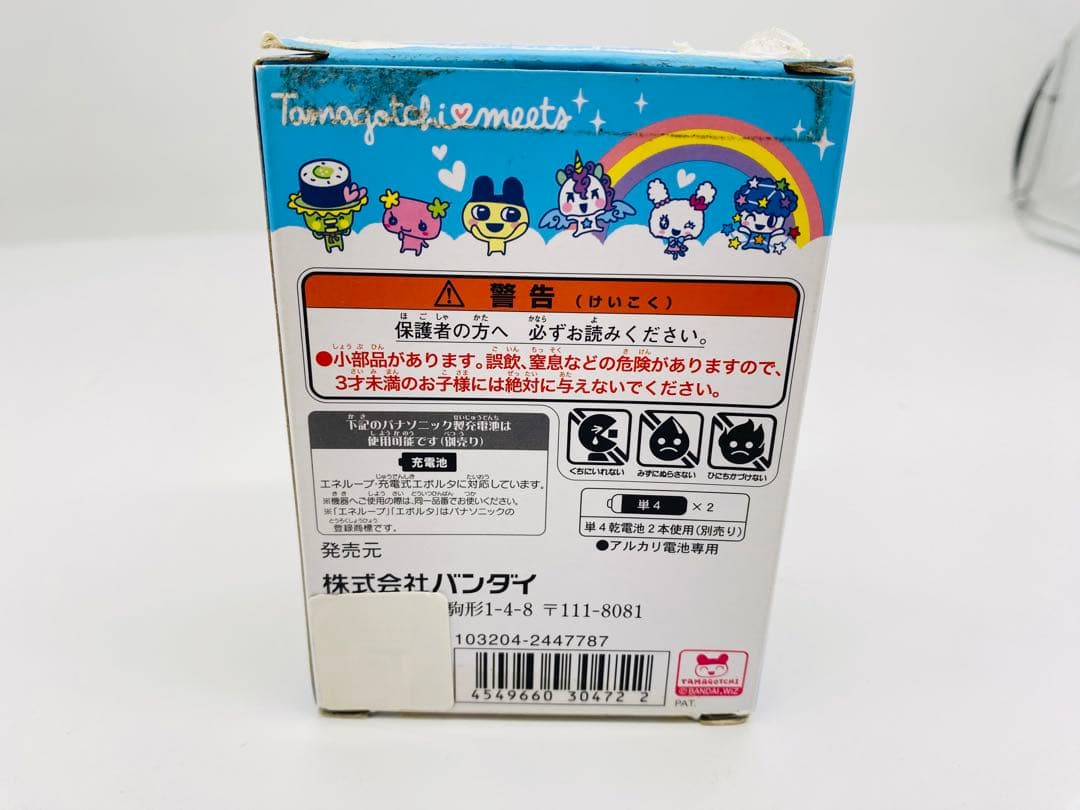 Tamagotchi♥meets
⚠ 警告 (けいこく)
保護者の方へ 必ずお読みください。
●小部品があります。誤飲、窒息などの危険がありますので、
3才未満のお子様には絶対に与えないでください。
下記のパナソニック製充電池は
使用可能です(別売り)
充電池
エネループ・充電式エボルタに対応しています。
※機器へご使用の際は、同一品番でお使いください。
※「エネループ」「エボルタ」はパナソニックの
登録商標です。
くちにいれない みずにぬらさない ひにちかづけない
単4 ×2
単4乾電池2本使用(別売り)
●アルカリ電池専用
発売元
株式会社バンダイ
駒形1-4-8 〒111-8081
103204-2447787
4549660 30472 2
TAMAGOTCHI
©BANDAI,WiZ
PAT.